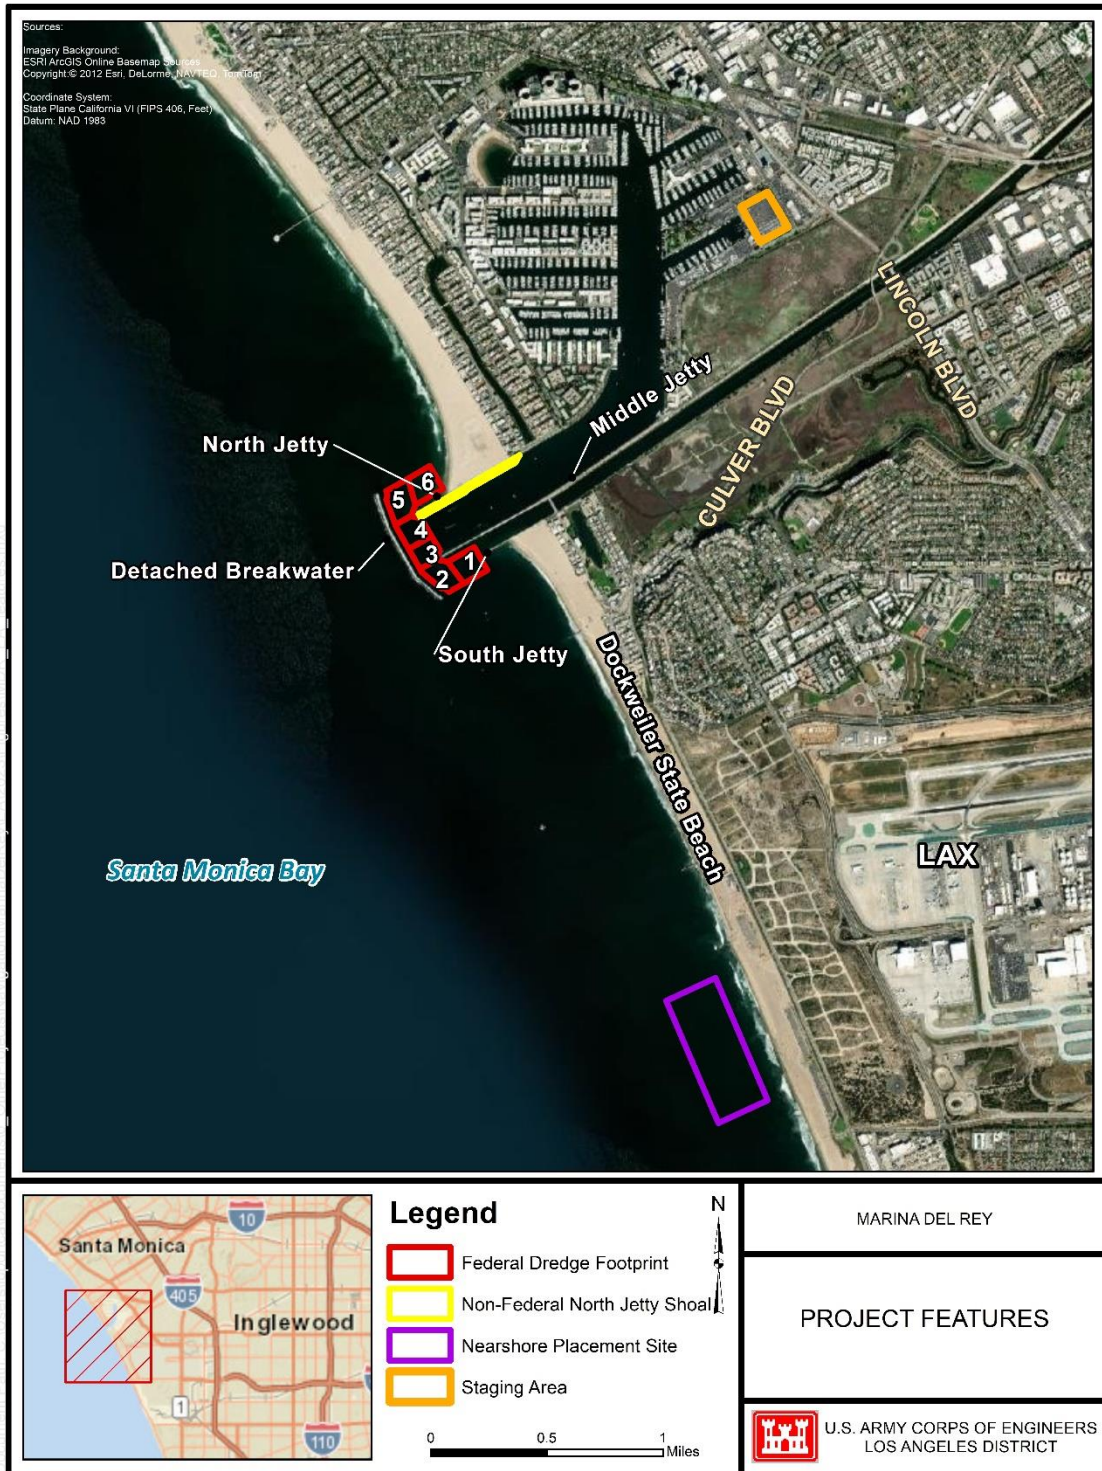 Sources:
Imagery Background:
ESRI ArcGIS Online Basemap Sources
Copyright:© 2012 Esri, DeLorme, NAVTEQ, TomTom
Coordinate System:
State Plane California VI (FIPS 406, Feet)
Datum: NAD 1983
LINCOLN BLVD
Middle Jetty
CULVER BLVD
North Jetty
6
5
4
3
1
2
Detached Breakwater
South Jetty
Dockweiler State Beach
LAX
Santa Monica Bay
Santa Monica
10
405
Inglewood
1
110
Legend
N
Federal Dredge Footprint
Non-Federal North Jetty Shoal
Nearshore Placement Site
Staging Area
0 0.5 1
Miles
MARINA DEL REY
PROJECT FEATURES
U.S. ARMY CORPS OF ENGINEERS
LOS ANGELES DISTRICT